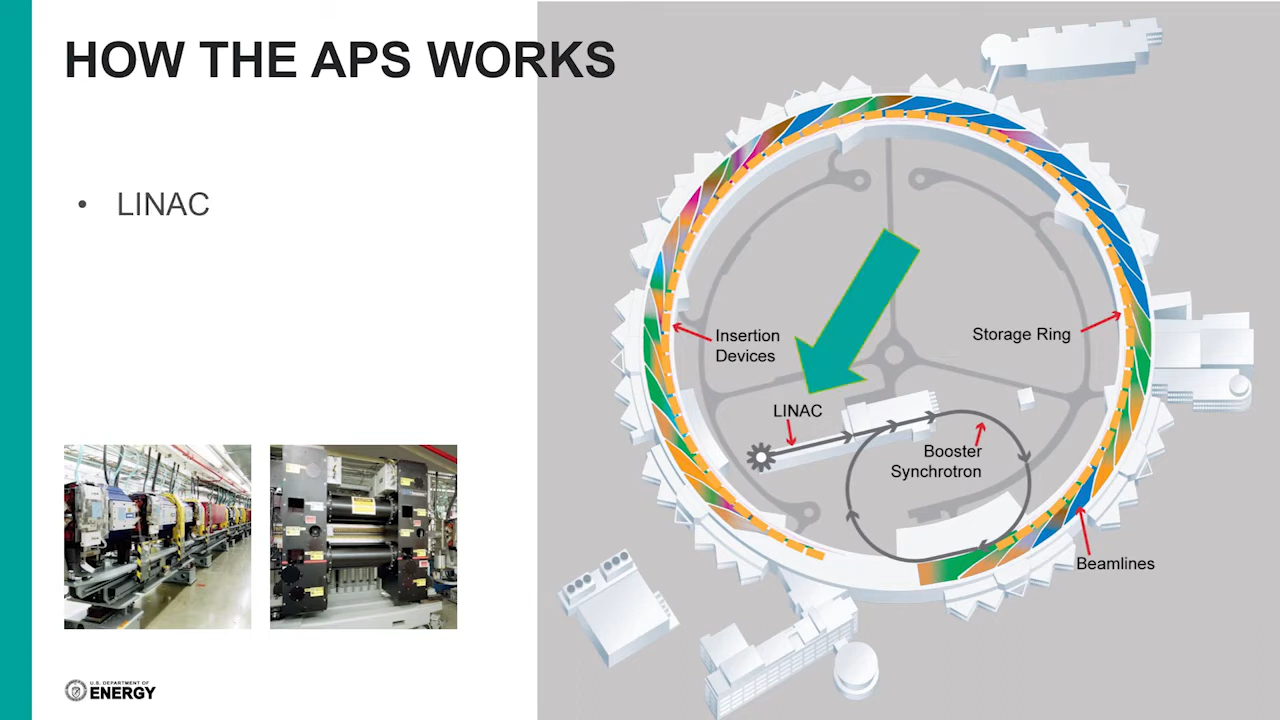 HOW THE APS WORKS
• LINAC
Insertion
Devices
Storage Ring
LINAC
Booster
Synchrotron
Beamlines
U.S. DEPARTMENT OF
ENERGY